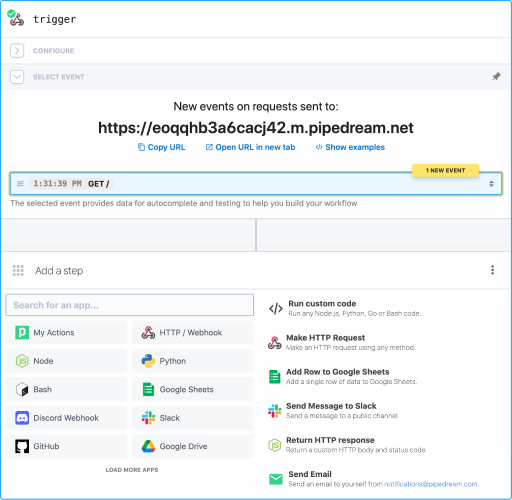 trigger
CONFIGURE
SELECT EVENT
New events on requests sent to:
https://eoqqhb3a6cacj42.m.pipedream.net
Copy URL
Open URL in new tab
Show examples
1 NEW EVENT
1:31:39 PM GET /
The selected event provides data for autocomplete and testing to help you build your workflow
Add a step
Search for an app...
My Actions
HTTP / Webhook
Node
Python
Bash
Google Sheets
Discord Webhook
Slack
GitHub
Google Drive
LOAD MORE APPS
Run custom code
Run any Node.js, Python, Go or Bash code.
Make HTTP Request
Make an HTTP request using any method.
Add Row to Google Sheets
Add a single row of data to Google Sheets.
Send Message to Slack
Send a message to a public channel.
Return HTTP response
Return a custom HTTP body and status code
Send Email
Send an email to yourself from notifications@pipedream.com.